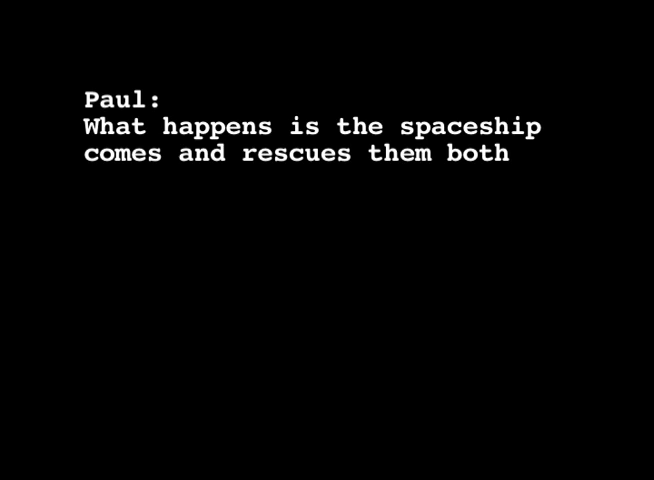 Paul:
What happens is the spaceship
comes and rescues them both